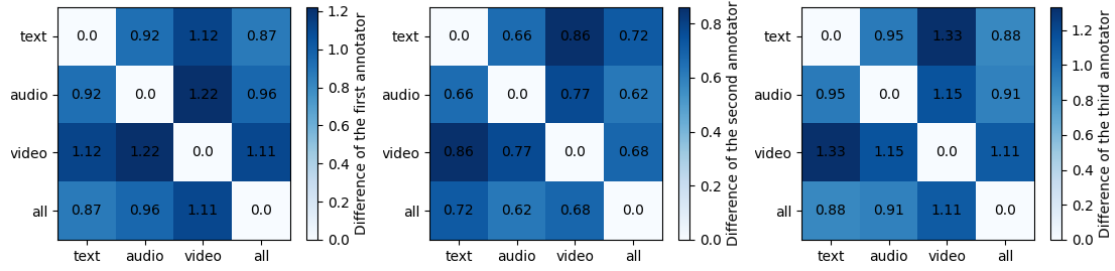 text 0.0 0.92 1.12 0.87
audio 0.92 0.0 1.22 0.96
video 1.12 1.22 0.0 1.11
all 0.87 0.96 1.11 0.0
text audio video all
1.2
1.0
0.8
0.6
0.4
0.2
0.0
Difference of the first annotator
text 0.0 0.66 0.86 0.72
audio 0.66 0.0 0.77 0.62
video 0.86 0.77 0.0 0.68
all 0.72 0.62 0.68 0.0
text audio video all
0.8
0.6
0.4
0.2
0.0
Difference of the second annotator
text 0.0 0.95 1.33 0.88
audio 0.95 0.0 1.15 0.91
video 1.33 1.15 0.0 1.11
all 0.88 0.91 1.11 0.0
text audio video all
1.2
1.0
0.8
0.6
0.4
0.2
0.0
Difference of the third annotator